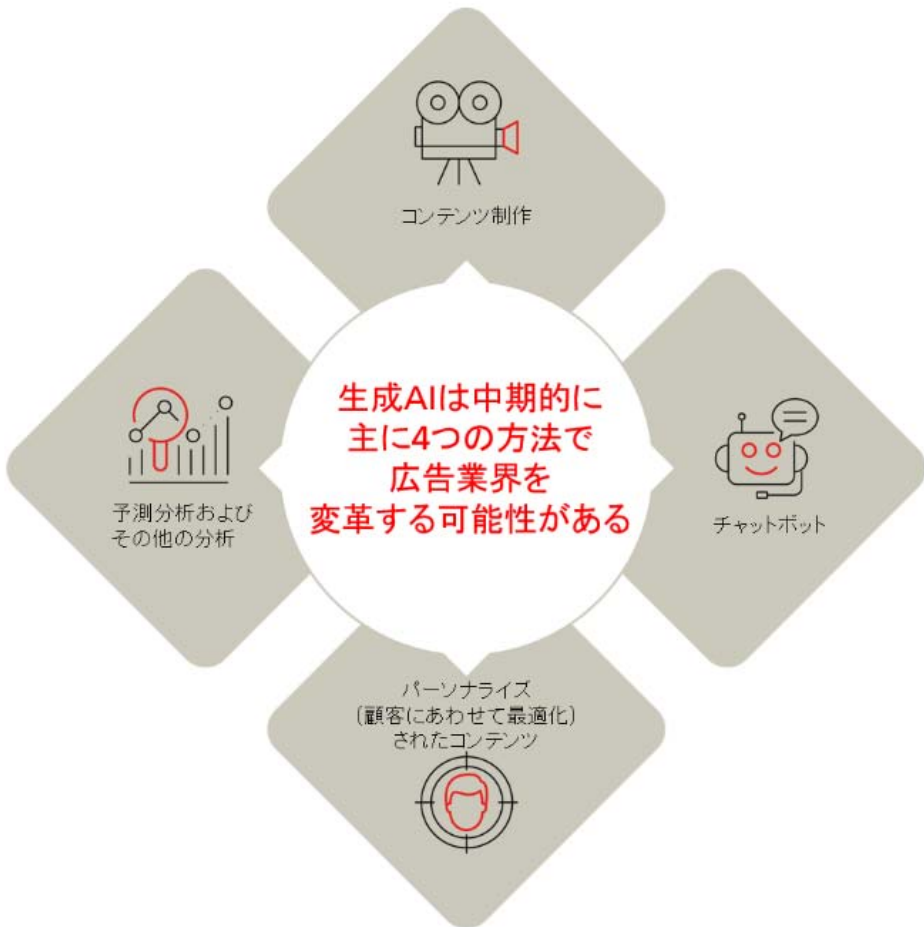 コンテンツ制作
生成AIは中期的に
主に4つの方法で
広告業界を
変革する可能性がある
予測分析および
その他の分析
チャットボット
パーソナライズ
(顧客にあわせて最適化)
されたコンテンツ